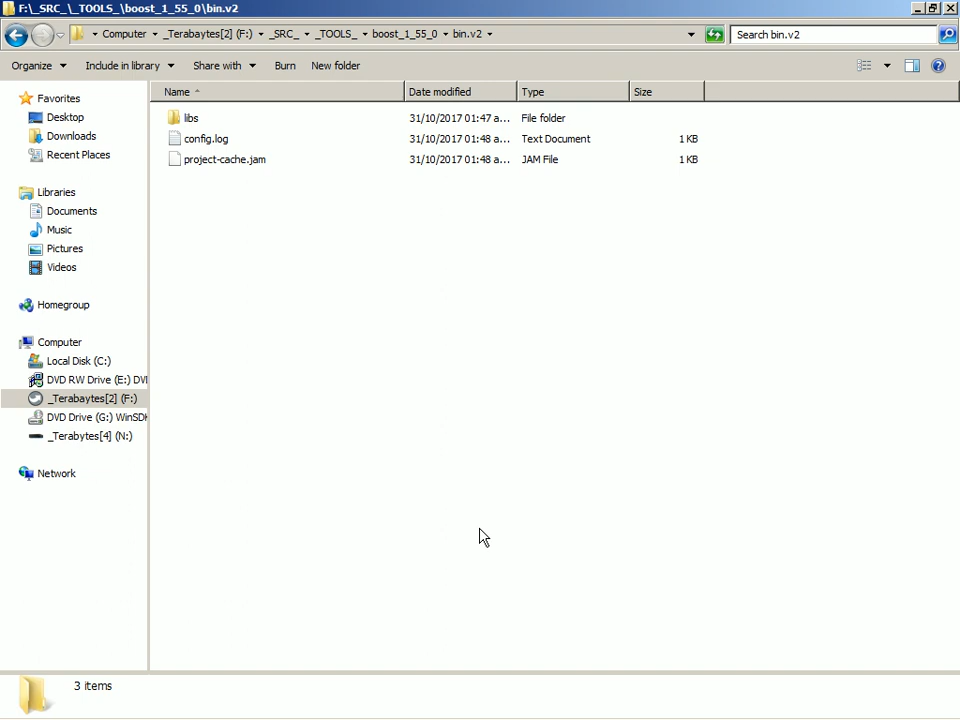 F:\_SRC_\_TOOLS_\boost_1_55_0\bin.v2
Computer _Terabaytes[2] (F:) _SRC_ _TOOLS_ boost_1_55_0 bin.v2 Search bin.v2
Organize Include in library Share with Burn New folder
Name Date modified Type Size
libs 31/10/2017 01:47 a... File folder
config.log 31/10/2017 01:48 a... Text Document 1 KB
project-cache.jam 31/10/2017 01:48 a... JAM File 1 KB
Favorites
Desktop
Downloads
Recent Places
Libraries
Documents
Music
Pictures
Videos
Homegroup
Computer
Local Disk (C:)
DVD RW Drive (E:) DVI
_Terabaytes[2] (F:)
DVD Drive (G:) WinSDK
_Terabytes[4] (N:)
Network
3 items